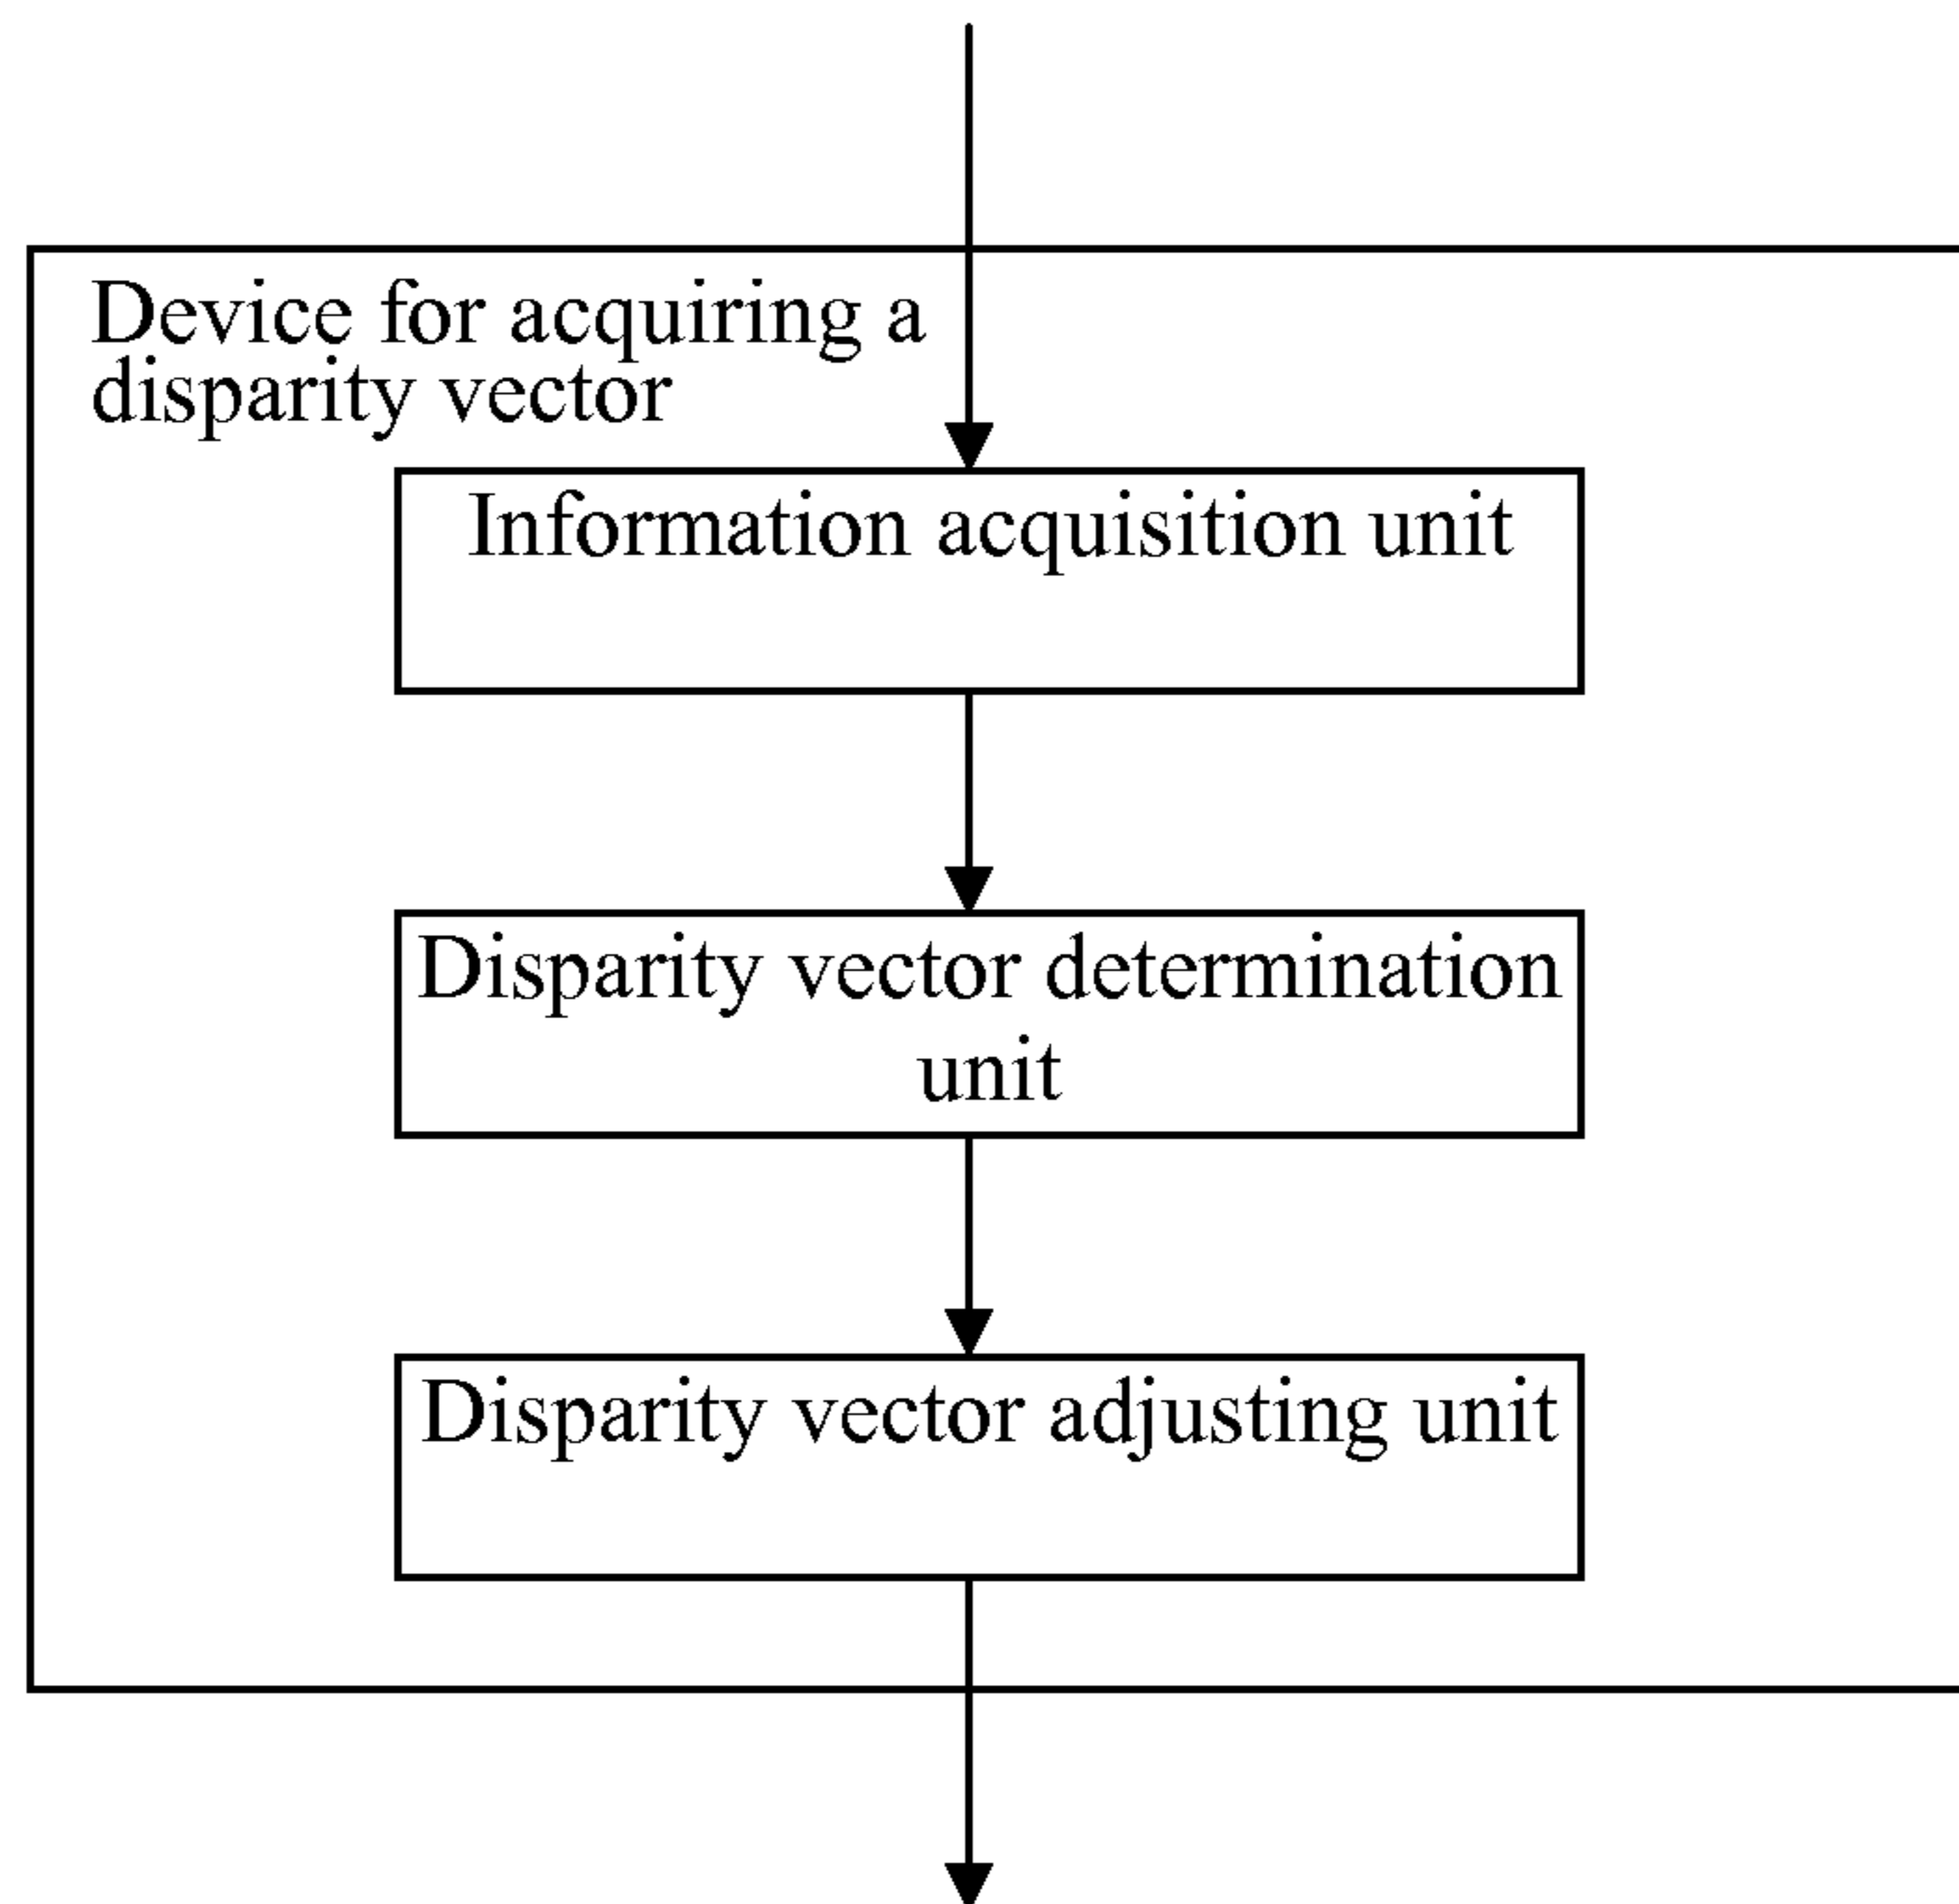 Device for acquiring a
disparity vector
Information acquisition unit
Disparity vector determination
unit
Disparity vector adjusting unit